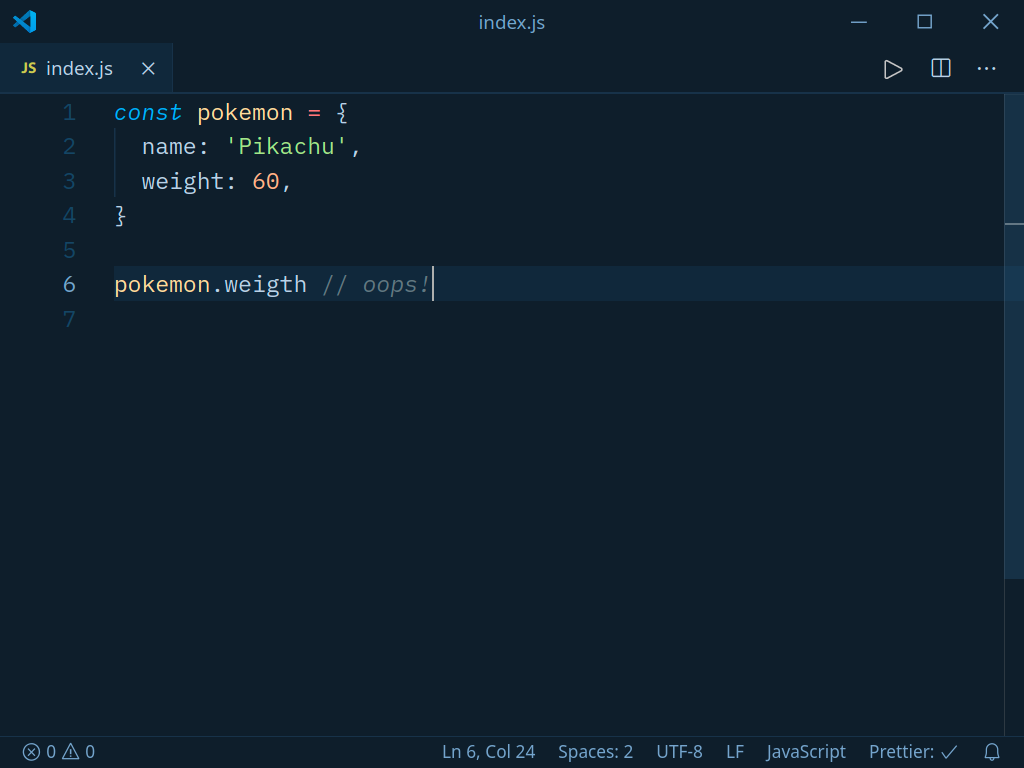 index.js
JS index.js
1 const pokemon = {
2   name: 'Pikachu',
3   weight: 60,
4 }
5
6 pokemon.weigth // oops!
7
0 0 Ln 6, Col 24 Spaces: 2 UTF-8 LF JavaScript Prettier: ✓